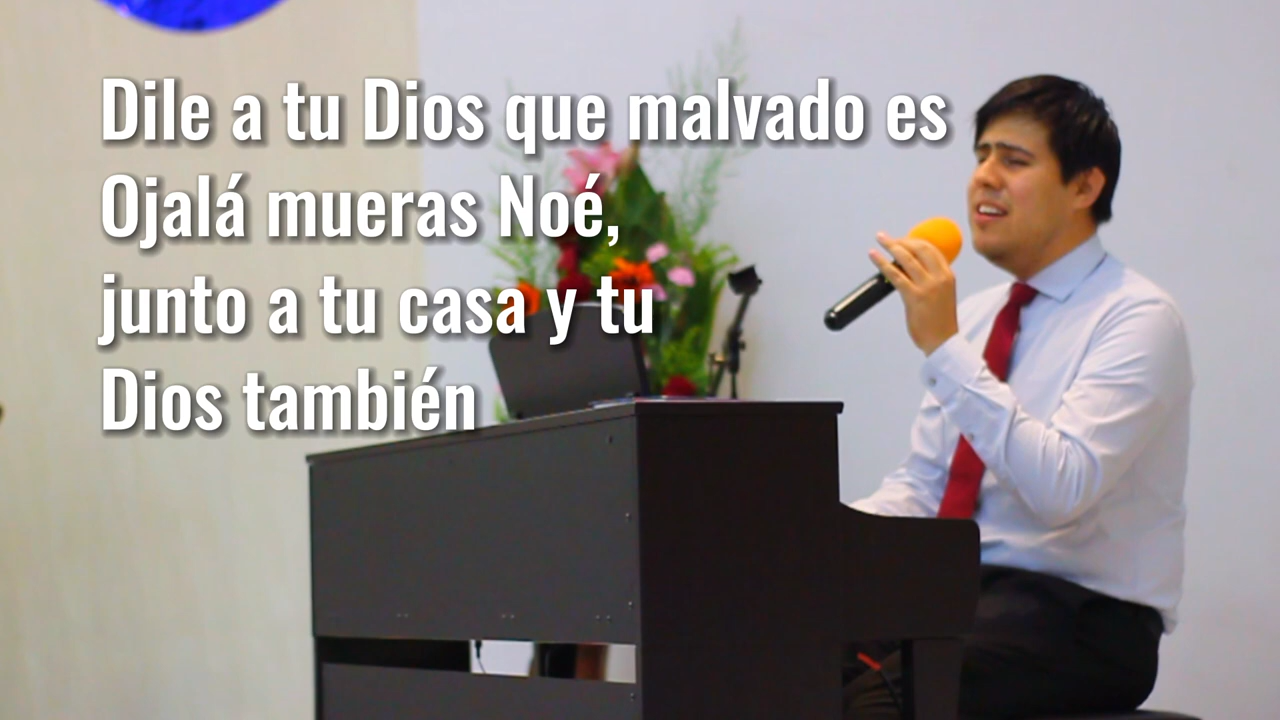 Dile a tu Dios que malvado es
Ojalá mueras Noé,
junto a tu casa y tu
Dios también